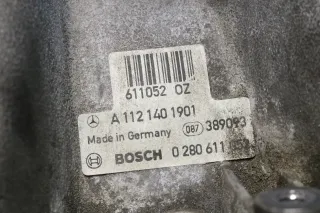 611052 OZ
A 112 140 1901
Made in Germany 087 389093
BOSCH 0 280 611